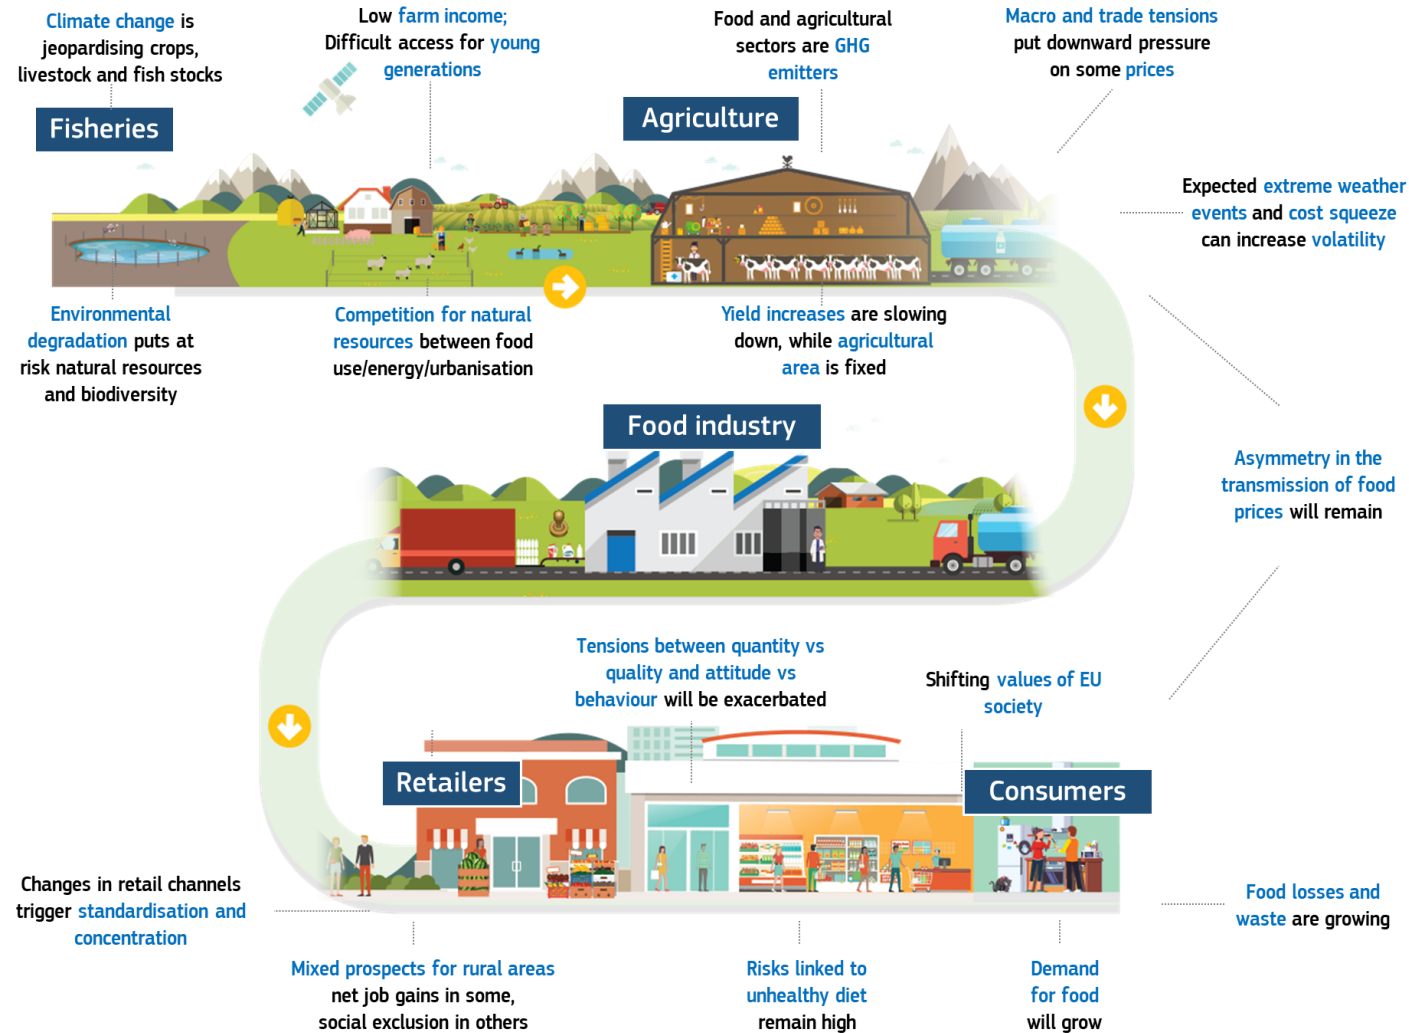 Climate change is
jeopardising crops,
livestock and fish stocks
Low farm income;
Difficult access for young
generations
Food and agricultural
sectors are GHG
emitters
Macro and trade tensions
put downward pressure
on some prices
Fisheries
Agriculture
Expected extreme weather
events and cost squeeze
can increase volatility
Environmental
degradation puts at
risk natural resources
and biodiversity
Competition for natural
resources between food
use/energy/urbanisation
Yield increases are slowing
down, while agricultural
area is fixed
Food industry
Asymmetry in the
transmission of food
prices will remain
Tensions between quantity vs
quality and attitude vs
behaviour will be exacerbated
Shifting values of EU
society
Retailers
Consumers
Changes in retail channels
trigger standardisation and
concentration
Food losses and
waste are growing
Mixed prospects for rural areas
net job gains in some,
social exclusion in others
Risks linked to
unhealthy diet
remain high
Demand
for food
will grow